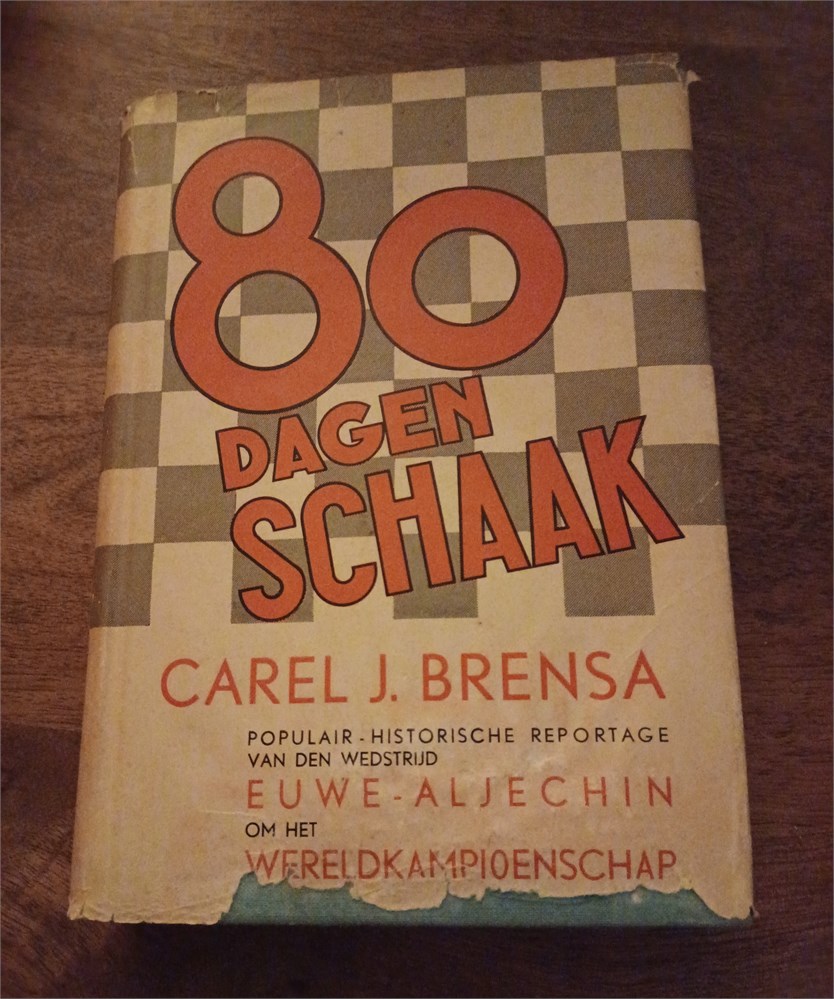 80
DAGEN
SCHAAK
CAREL J. BRENSA
POPULAIR-HISTORISCHE REPORTAGE
VAN DEN WEDSTRIJD
EUWE-ALJECHIN
OM HET
WERELDKAMPIOENSCHAP